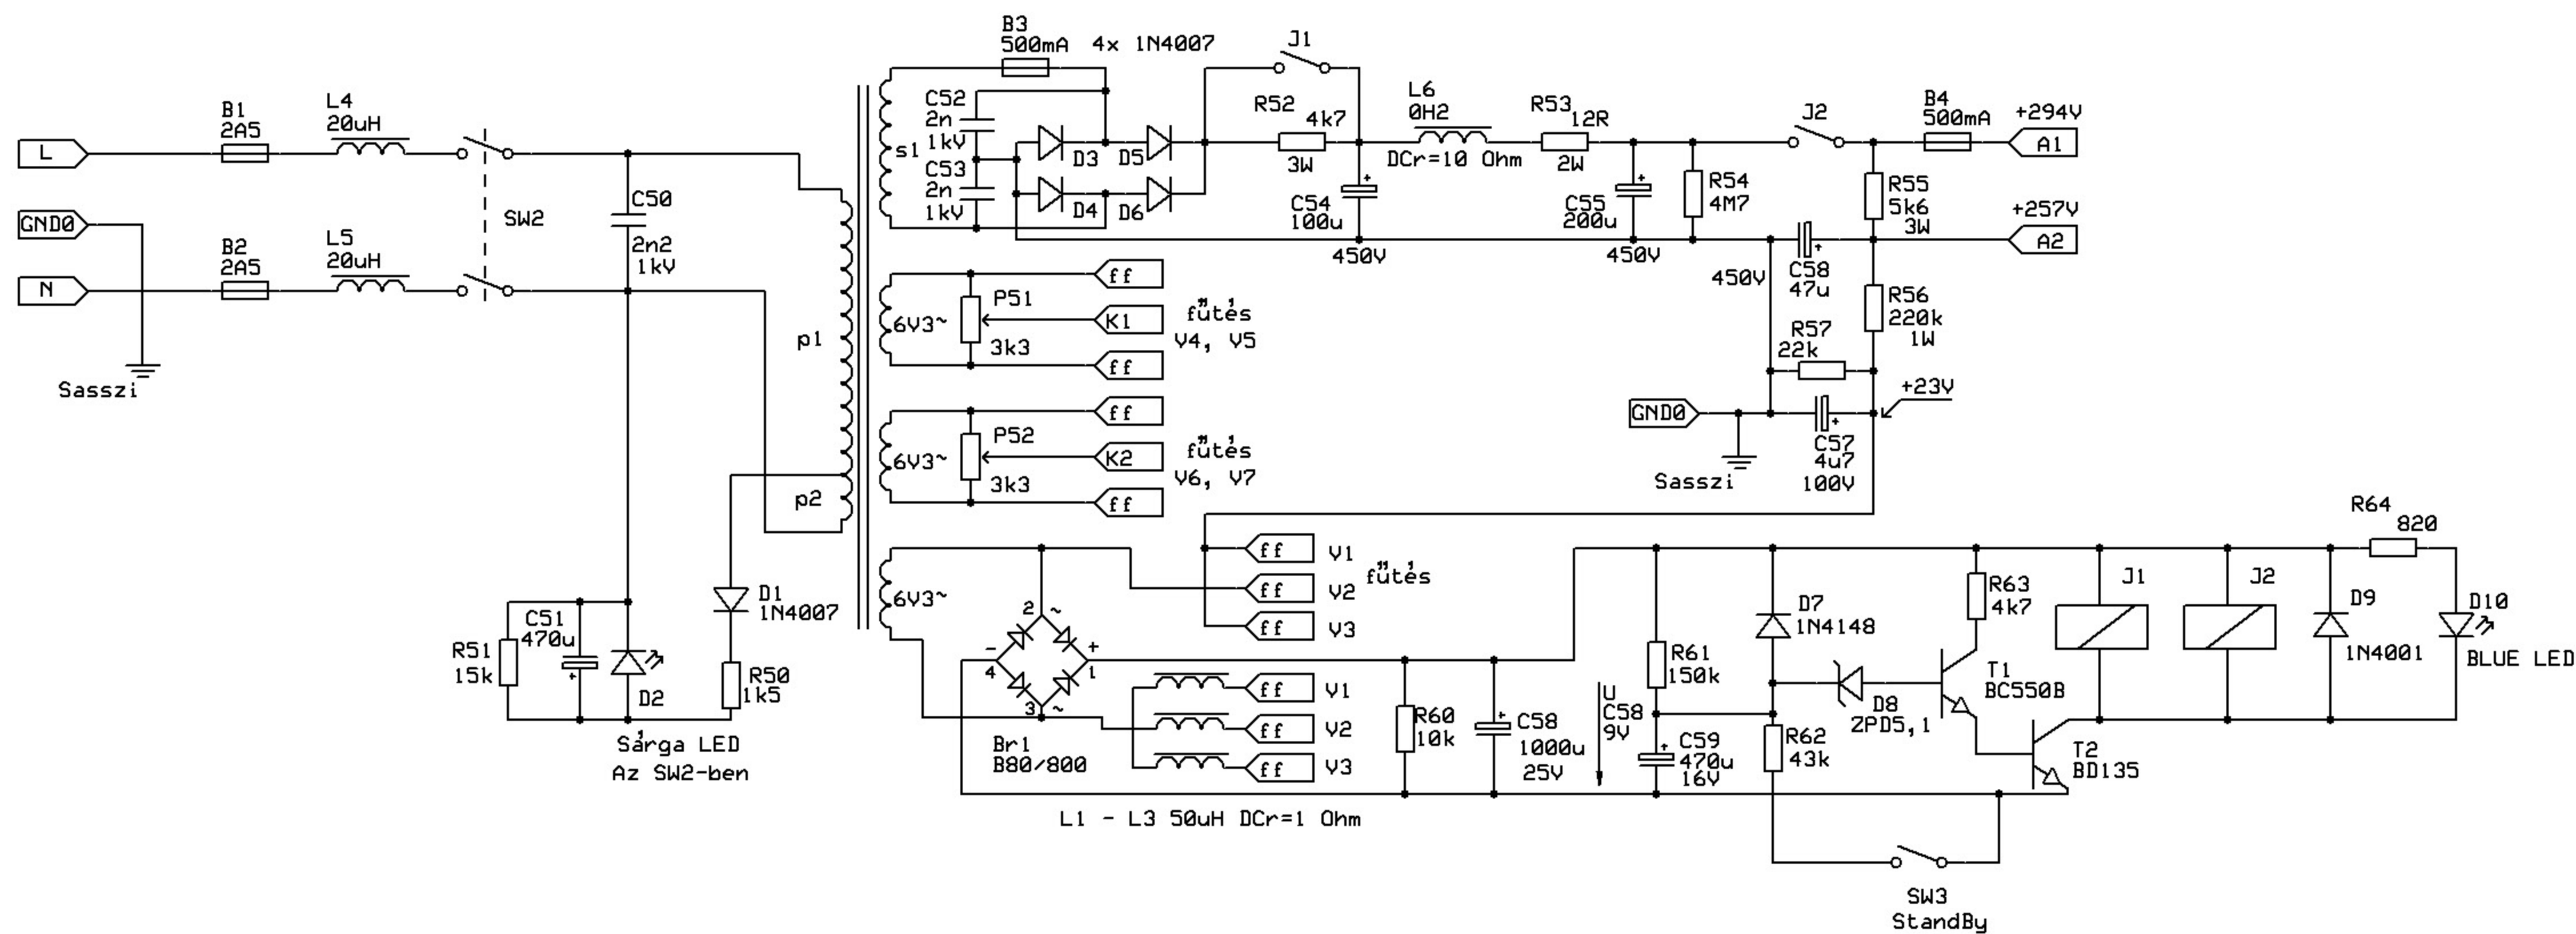 B3
500mA 4x 1N4007
J1
B1
2A5
L4
20uH
L
C52
2n
1kV
s1
C53
2n
1kV
D3
D5
D4
D6
R52
4k7
3W
L6
0H2
DCr=10 Ohm
R53
12R
2W
J2
B4
500mA
+294V
A1
C54
100u
450V
C55
200u
450V
R54
4M7
R55
5k6
3W
+257V
A2
GND0
SW2
C50
2n2
1kV
B2
2A5
L5
20uH
N
Sasszi
450V
C58
47u
R56
220k
1W
R57
22k
+23V
GND0
C57
4u7
100V
Sasszi
p1
p2
6V3~
P51
3k3
ff
K1
ff
fűtés
V4, V5
6V3~
P52
3k3
ff
K2
ff
fűtés
V6, V7
6V3~
ff V1
ff V2
ff V3
fűtés
2 ~
- +
4 1
3 ~
Br1
B80/800
ff V1
ff V2
ff V3
L1 - L3 50uH DCr=1 Ohm
D1
1N4007
R51
15k
C51
470u
D2
R50
1k5
Sárga LED
Az SW2-ben
R60
10k
C58
1000u
25V
U
C58
9V
R61
150k
C59
470u
16V
D7
1N4148
R62
43k
D8
ZPD5,1
R63
4k7
T1
BC550B
T2
BD135
J1
J2
D9
1N4001
R64
820
D10
BLUE LED
SW3
StandBy